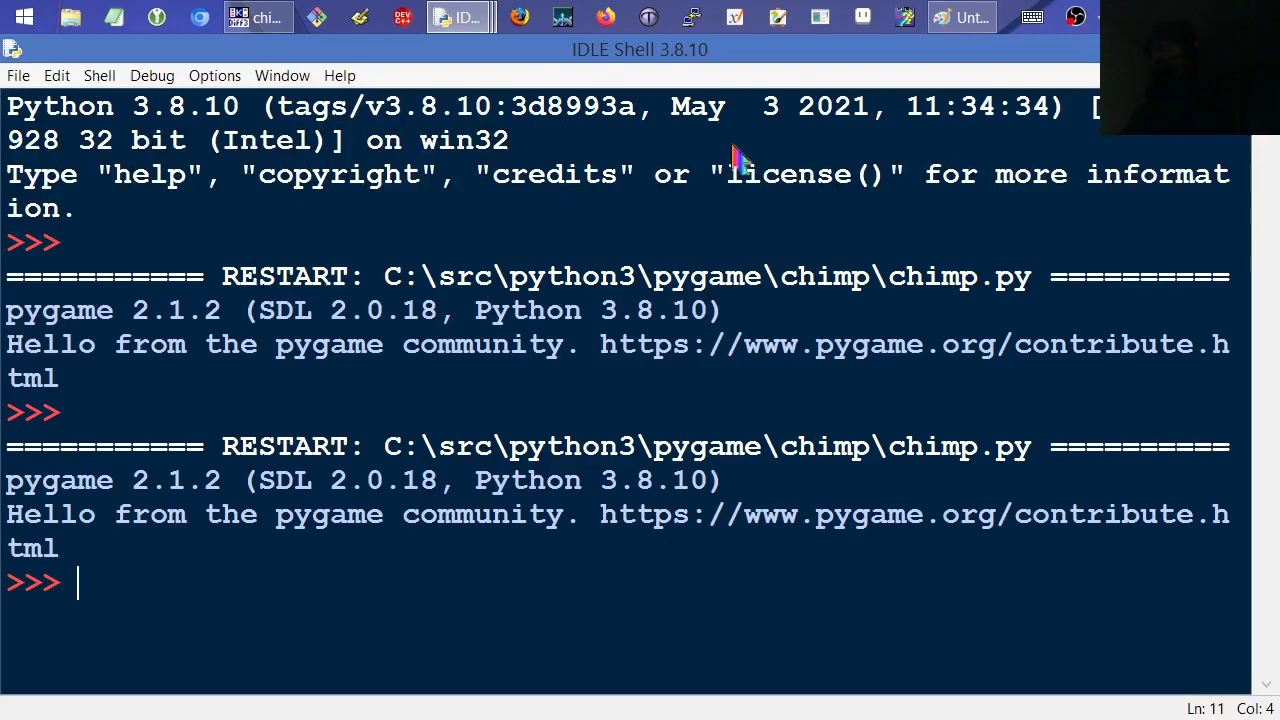 chi...
DEV
C++
ID...
Unt...
IDLE Shell 3.8.10
File Edit Shell Debug Options Window Help
Python 3.8.10 (tags/v3.8.10:3d8993a, May  3 2021, 11:34:34) [
928 32 bit (Intel)] on win32
Type "help", "copyright", "credits" or "license()" for more informat
ion.
>>>
=========== RESTART: C:\src\python3\pygame\chimp\chimp.py ==========
pygame 2.1.2 (SDL 2.0.18, Python 3.8.10)
Hello from the pygame community. https://www.pygame.org/contribute.h
tml
>>>
=========== RESTART: C:\src\python3\pygame\chimp\chimp.py ==========
pygame 2.1.2 (SDL 2.0.18, Python 3.8.10)
Hello from the pygame community. https://www.pygame.org/contribute.h
tml
>>>
Ln: 11 Col: 4